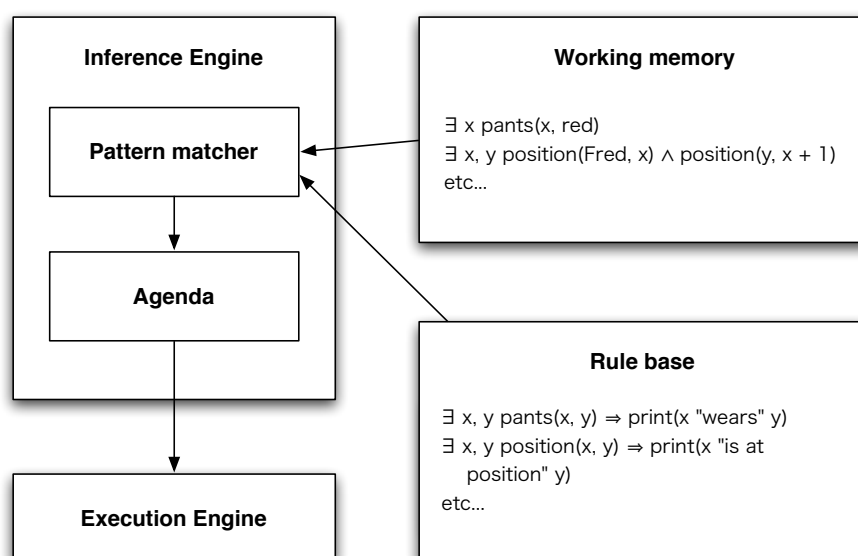 Inference Engine
Pattern matcher
Agenda
Execution Engine
Working memory
∃ x pants(x, red)
∃ x, y position(Fred, x) ∧ position(y, x + 1)
etc...
Rule base
∃ x, y pants(x, y) ⇒ print(x "wears" y)
∃ x, y position(x, y) ⇒ print(x "is at
position" y)
etc...